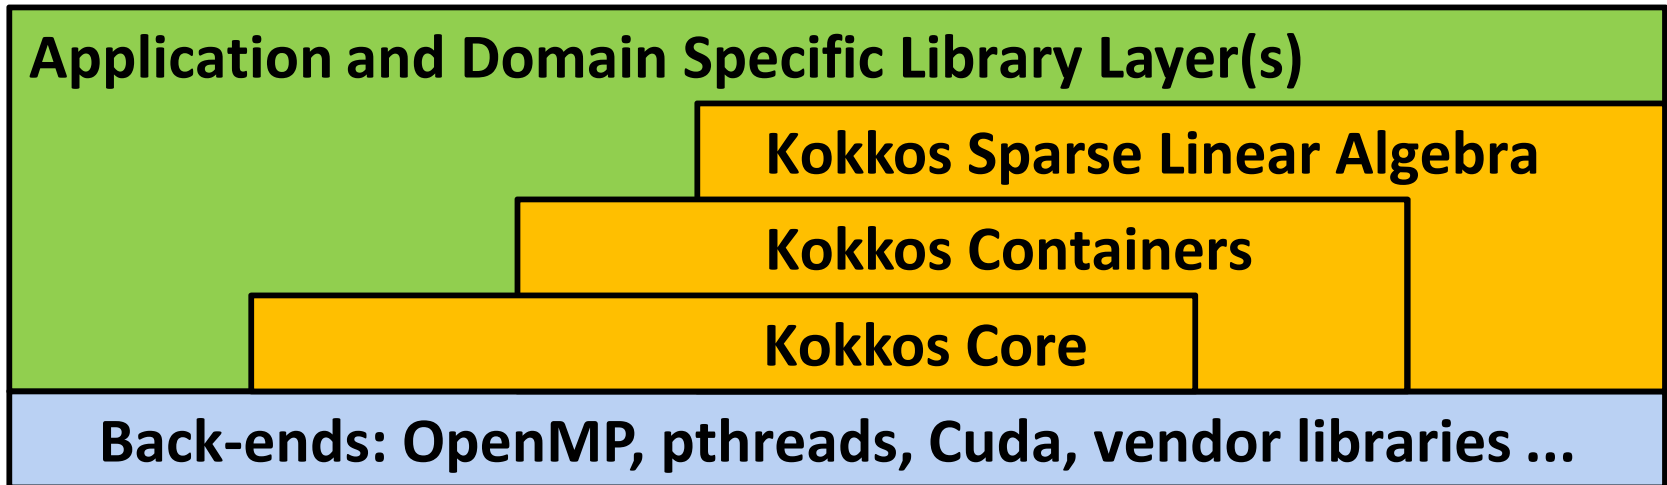 Application and Domain Specific Library Layer(s)
Kokkos Sparse Linear Algebra
Kokkos Containers
Kokkos Core
Back-ends: OpenMP, pthreads, Cuda, vendor libraries ...